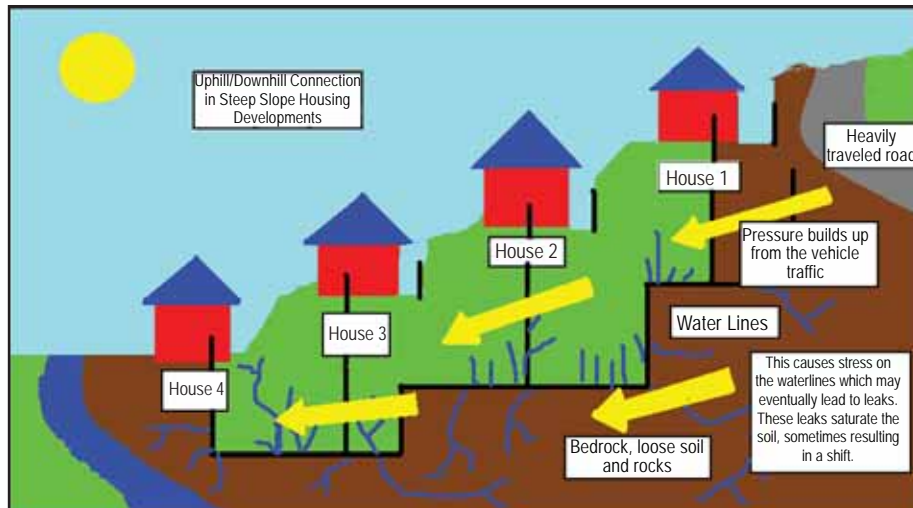 Uphill/Downhill Connection
in Steep Slope Housing
Developments
Heavily
traveled road
House 1
Pressure builds up
from the vehicle
traffic
House 2
Water Lines
House 3
This causes stress on
the waterlines which may
eventually lead to leaks.
These leaks saturate the
soil, sometimes resulting
in a shift.
House 4
Bedrock, loose soil
and rocks